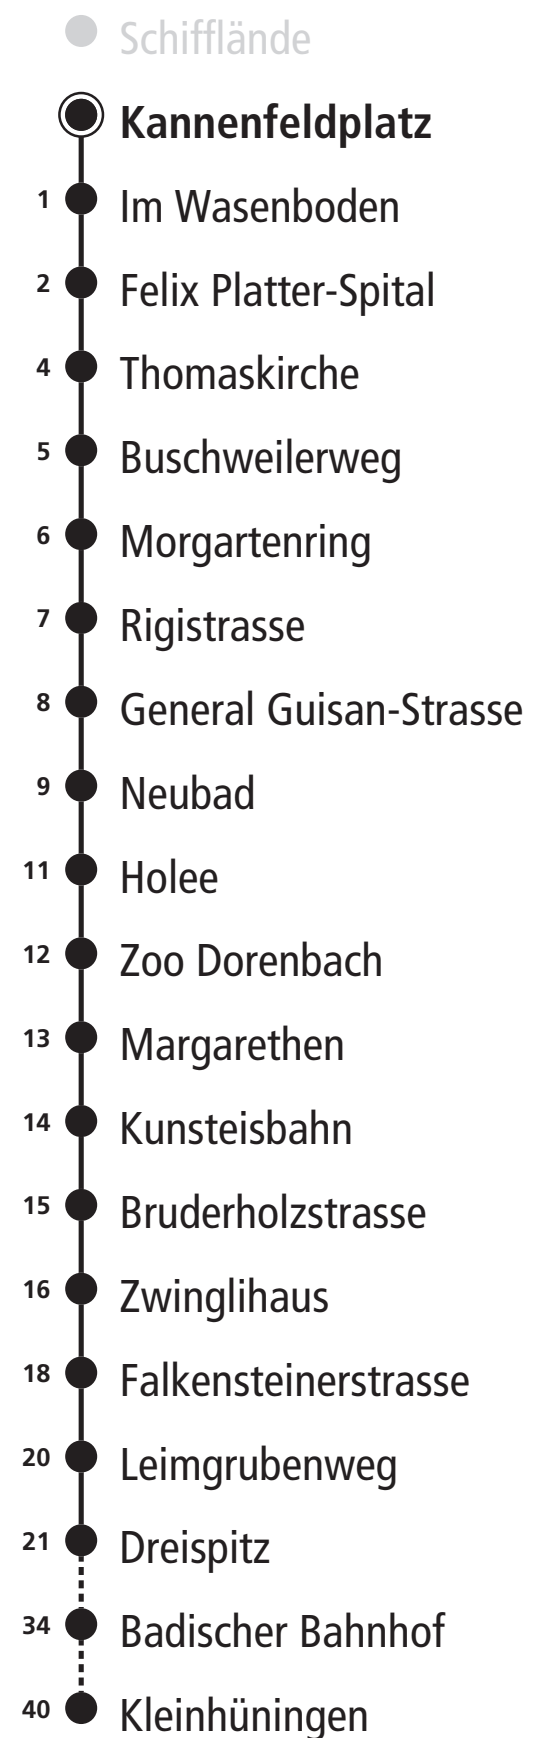 Schifflände
Kannenfeldplatz
1 Im Wasenboden
2 Felix Platter-Spital
4 Thomaskirche
5 Buschweilerweg
6 Morgartenring
7 Rigistrasse
8 General Guisan-Strasse
9 Neubad
11 Holee
12 Zoo Dorenbach
13 Margarethen
14 Kunsteisbahn
15 Bruderholzstrasse
16 Zwinglihaus
18 Falkensteinerstrasse
20 Leimgrubenweg
21 Dreispitz
34 Badischer Bahnhof
40 Kleinhüningen